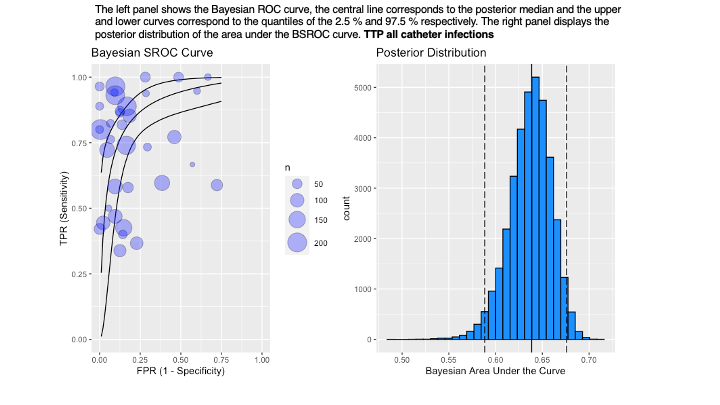 The left panel shows the Bayesian ROC curve, the central line corresponds to the posterior median and the upper
and lower curves correspond to the quantiles of the 2.5 % and 97.5 % respectively. The right panel displays the
posterior distribution of the area under the BSROC curve. TTP all catheter infections
Bayesian SROC Curve
TPR (Sensitivity)
1.00
0.75
0.50
0.25
0.00
0.00 0.25 0.50 0.75 1.00
FPR (1 - Specificity)
n
50
100
150
200
Posterior Distribution
count
5000
4000
3000
2000
1000
0
0.50 0.55 0.60 0.65 0.70
Bayesian Area Under the Curve